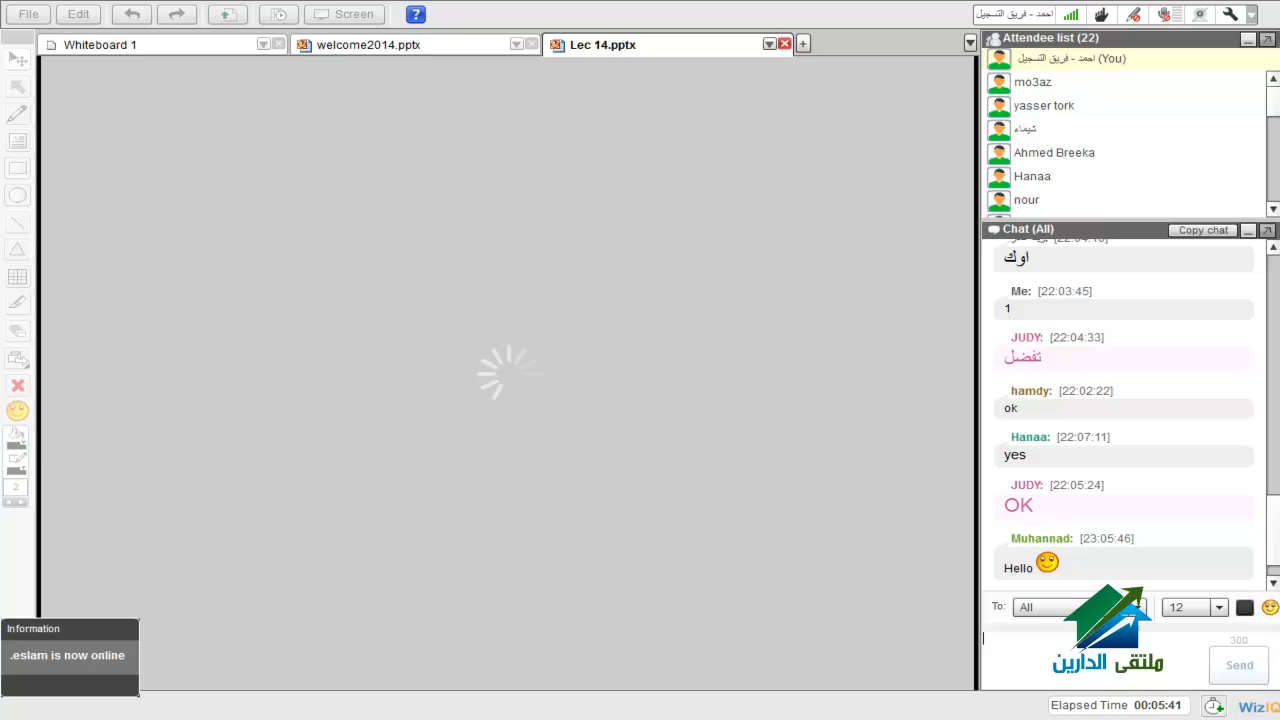 File
Edit
Screen
احمد - فريق التسجيل
Whiteboard 1
welcome2014.pptx
Lec 14.pptx
Attendee list (22)
احمد - فريق التسجيل (You)
mo3az
yasser tork
شيماء
Ahmed Breeka
Hanaa
nour
Chat (All)
Copy chat
اوك
Me: [22:03:45]
1
JUDY: [22:04:33]
تفضل
hamdy: [22:02:22]
ok
Hanaa: [22:07:11]
yes
JUDY: [22:05:24]
OK
Muhannad: [23:05:46]
Hello
To:
All
12
300
Send
ملتقى الدارين
2
Information
.eslam is now online
Elapsed Time 00:05:41
WizIQ